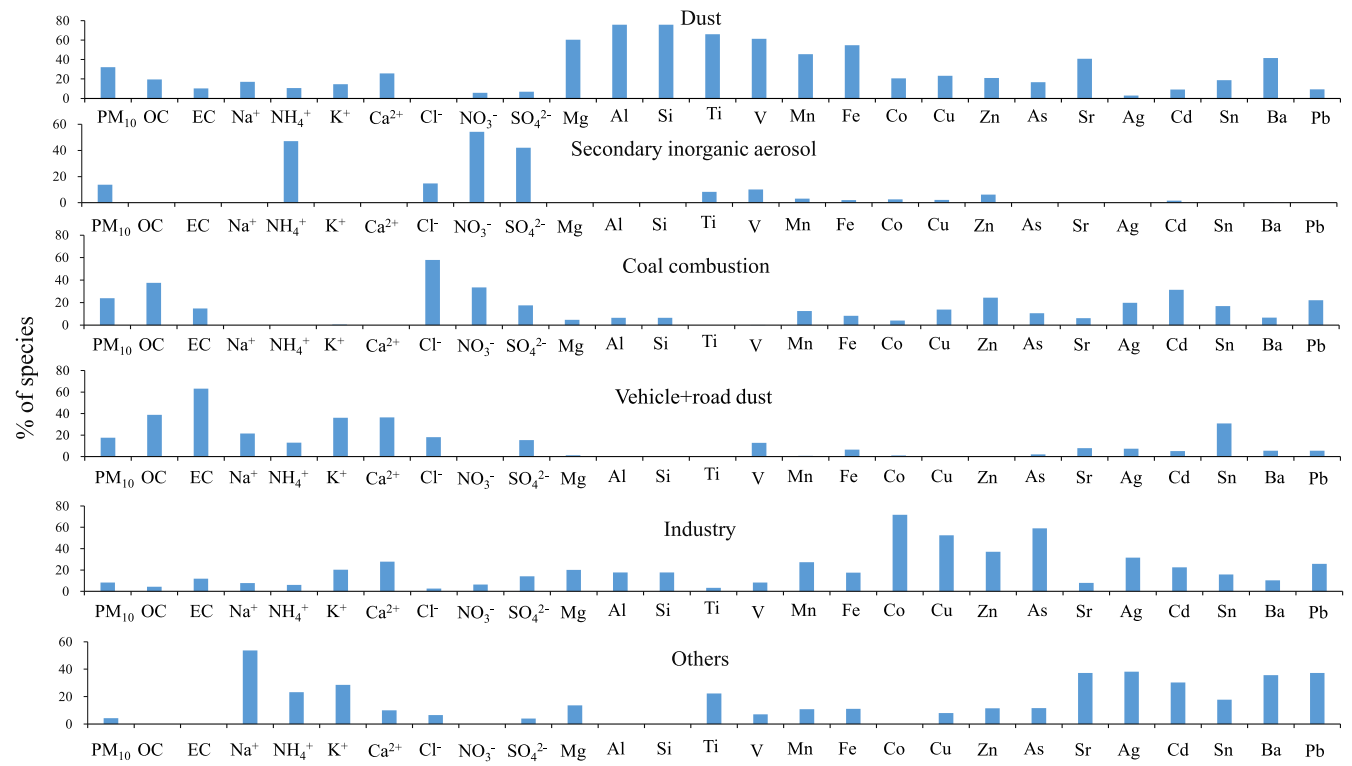 Dust
80
60
40
20
0
PM₁₀ OC EC Na⁺ NH₄⁺ K⁺ Ca²⁺ Cl⁻ NO₃⁻ SO₄²⁻ Mg Al Si Ti V Mn Fe Co Cu Zn As Sr Ag Cd Sn Ba Pb
Secondary inorganic aerosol
60
40
20
0
PM₁₀ OC EC Na⁺ NH₄⁺ K⁺ Ca²⁺ Cl⁻ NO₃⁻ SO₄²⁻ Mg Al Si Ti V Mn Fe Co Cu Zn As Sr Ag Cd Sn Ba Pb
Coal combustion
80
60
40
20
0
PM₁₀ OC EC Na⁺ NH₄⁺ K⁺ Ca²⁺ Cl⁻ NO₃⁻ SO₄²⁻ Mg Al Si Ti V Mn Fe Co Cu Zn As Sr Ag Cd Sn Ba Pb
% of species
Vehicle+road dust
80
60
40
20
0
PM₁₀ OC EC Na⁺ NH₄⁺ K⁺ Ca²⁺ Cl⁻ NO₃⁻ SO₄²⁻ Mg Al Si Ti V Mn Fe Co Cu Zn As Sr Ag Cd Sn Ba Pb
Industry
80
60
40
20
0
PM₁₀ OC EC Na⁺ NH₄⁺ K⁺ Ca²⁺ Cl⁻ NO₃⁻ SO₄²⁻ Mg Al Si Ti V Mn Fe Co Cu Zn As Sr Ag Cd Sn Ba Pb
Others
60
40
20
0
PM₁₀ OC EC Na⁺ NH₄⁺ K⁺ Ca²⁺ Cl⁻ NO₃⁻ SO₄²⁻ Mg Al Si Ti V Mn Fe Co Cu Zn As Sr Ag Cd Sn Ba Pb